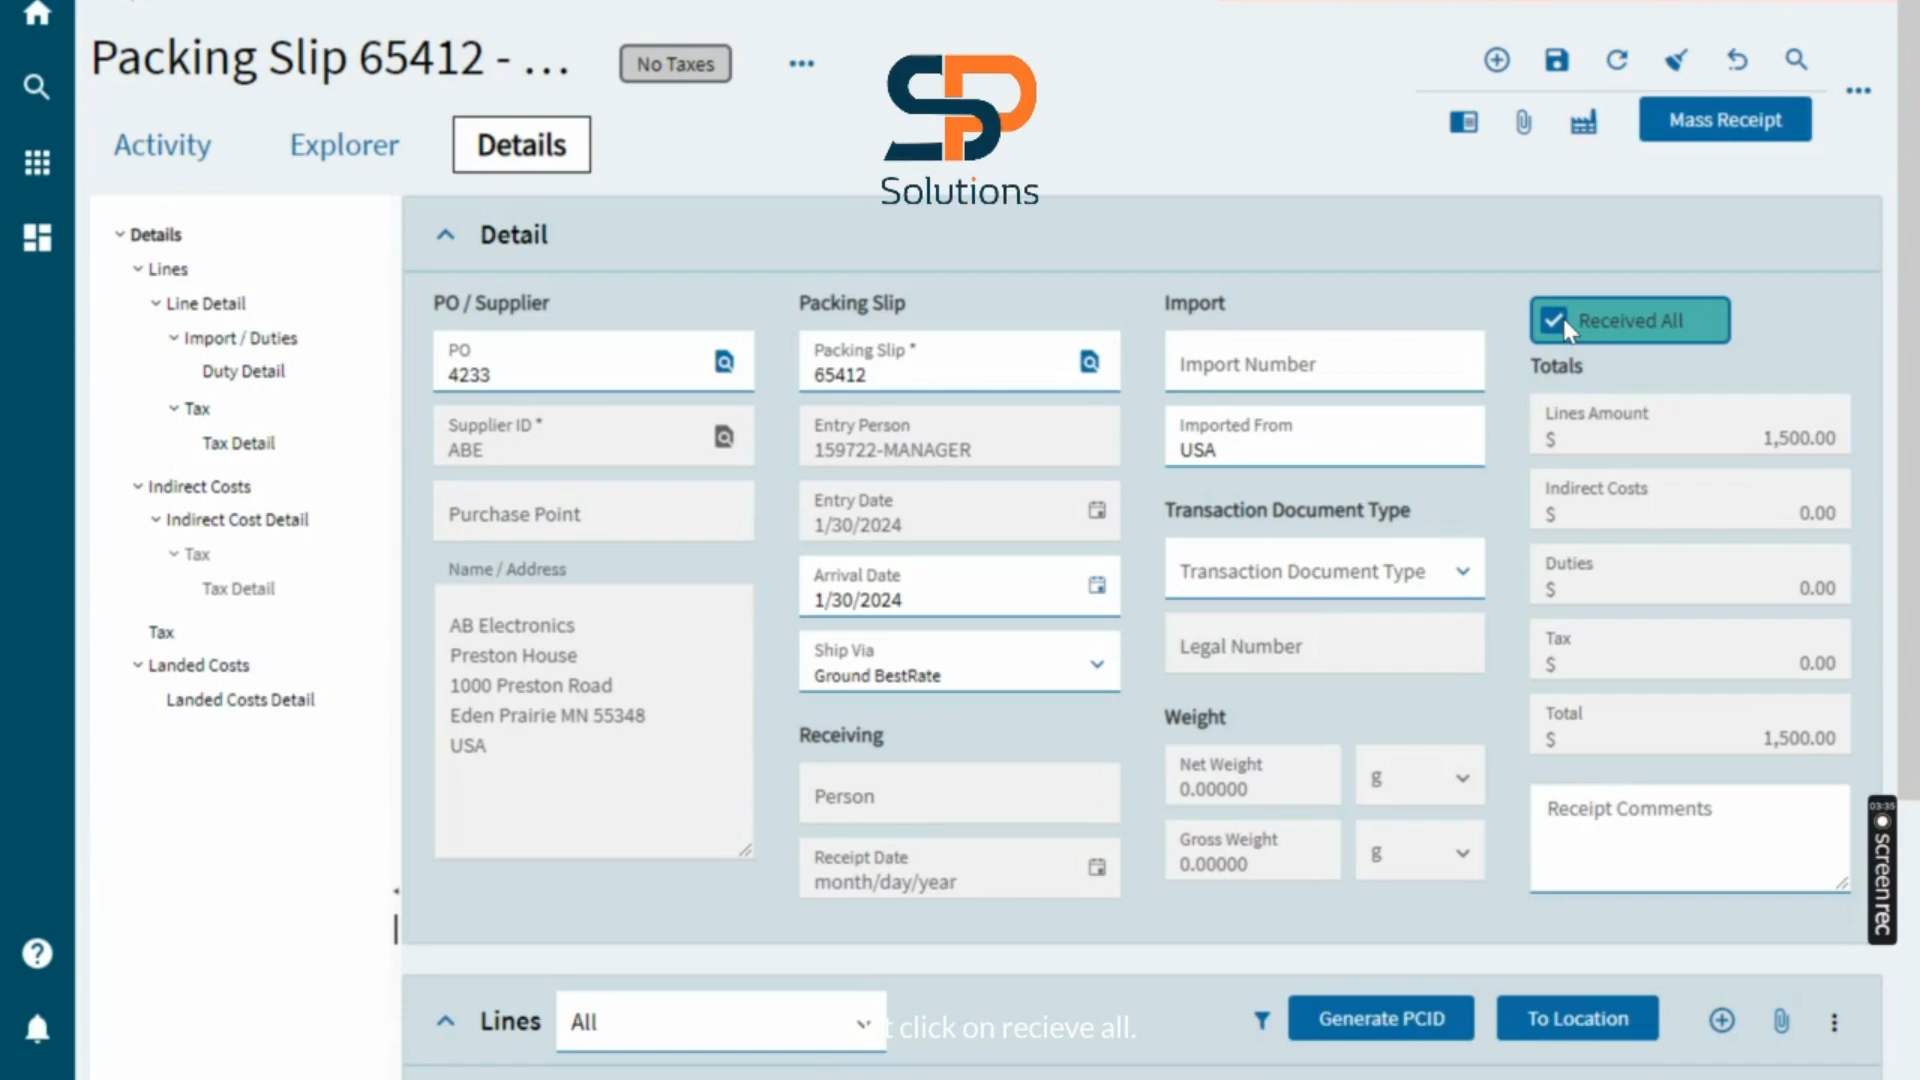 Packing Slip 65412 - ...
No Taxes
Solutions
Mass Receipt
Activity
Explorer
Details
Details
Lines
Line Detail
Import / Duties
Duty Detail
Tax
Tax Detail
Indirect Costs
Indirect Cost Detail
Tax
Tax Detail
Tax
Landed Costs
Landed Costs Detail
Detail
PO / Supplier
PO
4233
Supplier ID *
ABE
Purchase Point
Name / Address
AB Electronics
Preston House
1000 Preston Road
Eden Prairie MN 55348
USA
Packing Slip
Packing Slip *
65412
Entry Person
159722-MANAGER
Entry Date
1/30/2024
Arrival Date
1/30/2024
Ship Via
Ground BestRate
Receiving
Person
Receipt Date
month/day/year
Import
Import Number
Imported From
USA
Transaction Document Type
Transaction Document Type
Legal Number
Weight
Net Weight
0.00000
g
Gross Weight
0.00000
g
Received All
Totals
Lines Amount
$ 1,500.00
Indirect Costs
$ 0.00
Duties
$ 0.00
Tax
$ 0.00
Total
$ 1,500.00
Receipt Comments
03:35
screen rec
Lines
All
t click on recieve all.
Generate PCID
To Location